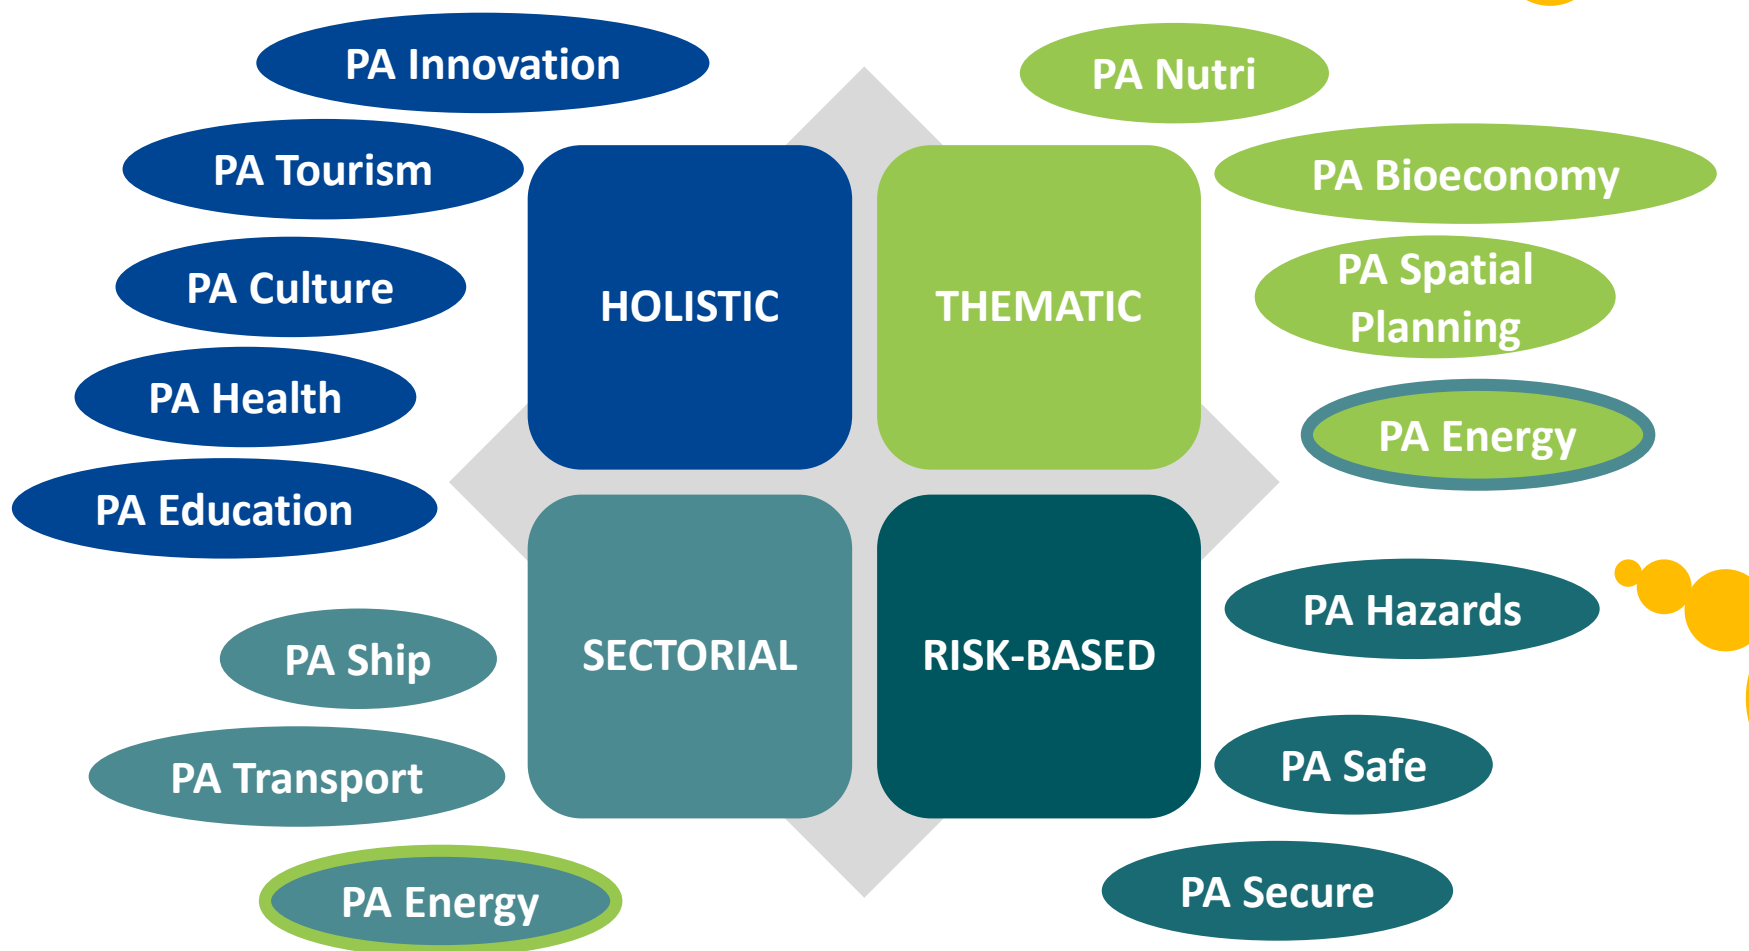 PA Innovation
PA Tourism
PA Culture
PA Health
PA Education
HOLISTIC
THEMATIC
PA Nutri
PA Bioeconomy
PA Spatial
Planning
PA Energy
SECTORIAL
RISK-BASED
PA Ship
PA Transport
PA Energy
PA Hazards
PA Safe
PA Secure